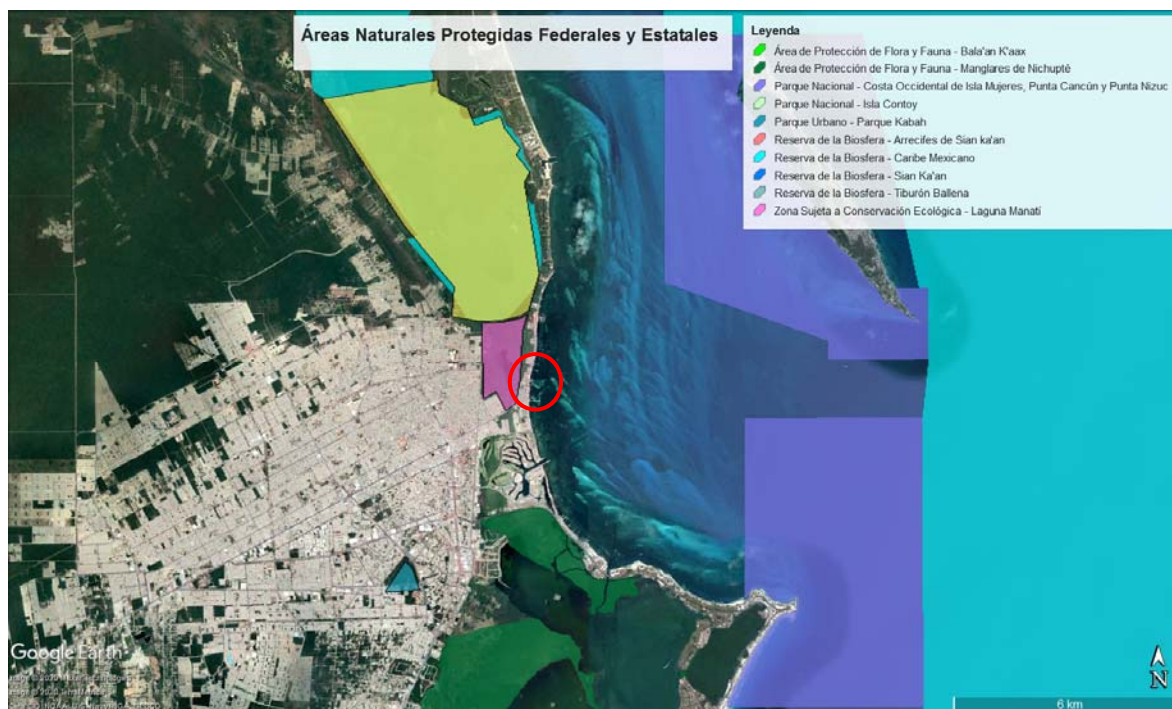 Áreas Naturales Protegidas Federales y Estatales
Leyenda
Área de Protección de Flora y Fauna - Bala'an K'aax
Área de Protección de Flora y Fauna - Manglares de Nichupté
Parque Nacional - Costa Occidental de Isla Mujeres, Punta Cancún y Punta Nizuc
Parque Nacional - Isla Contoy
Parque Urbano - Parque Kabah
Reserva de la Biosfera - Arrecifes de Sian ka'an
Reserva de la Biosfera - Caribe Mexicano
Reserva de la Biosfera - Sian Ka'an
Reserva de la Biosfera - Tiburón Ballena
Zona Sujeta a Conservación Ecológica - Laguna Manatí
Google Earth
N
6 km